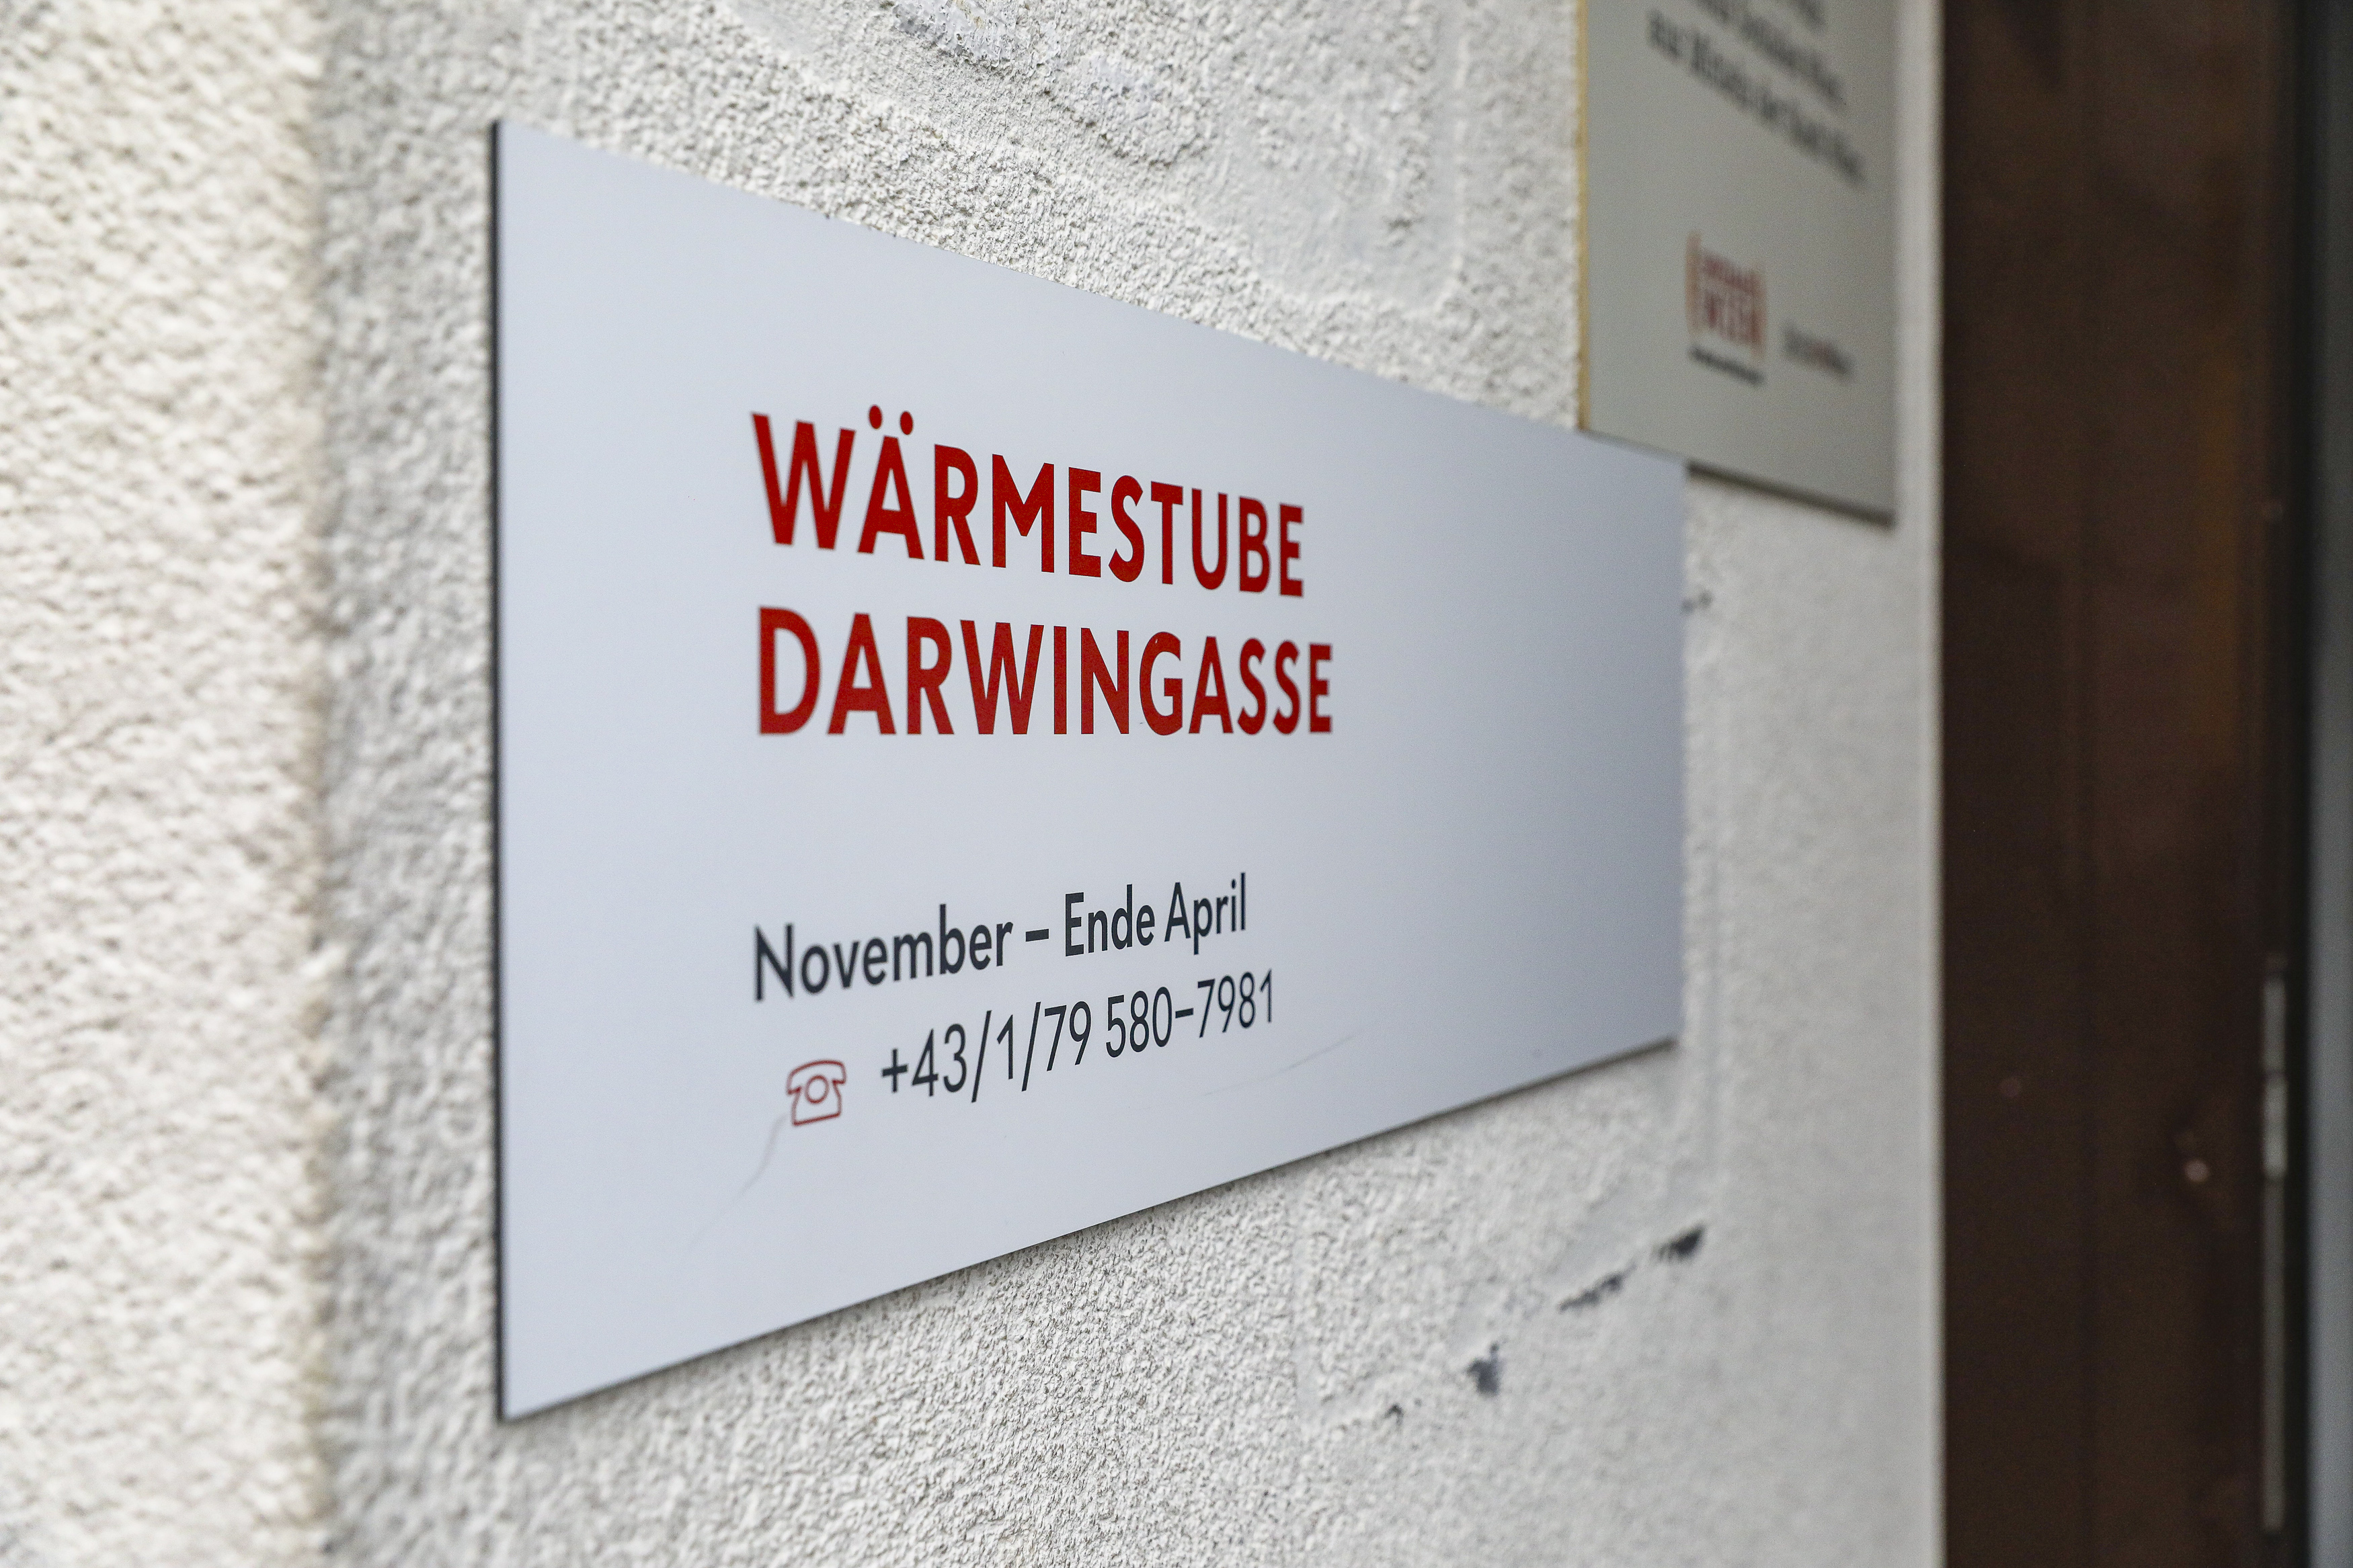 WÄRMESTUBE
DARWINGASSE
November – Ende April
+43/1/79 580-7981